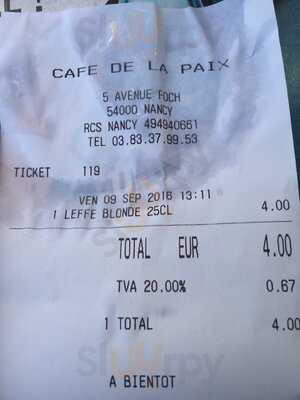 CAFE DE LA PAIX
5 AVENUE FOCH
54000 NANCY
RCS NANCY 494940661
TEL 03.83.37.99.53
TICKET 119
VEN 09 SEP 2016 13:11
1 LEFFE BLONDE 25CL 4.00
TOTAL EUR 4.00
TVA 20.00% 0.67
1 TOTAL 4.00
A BIENTOT